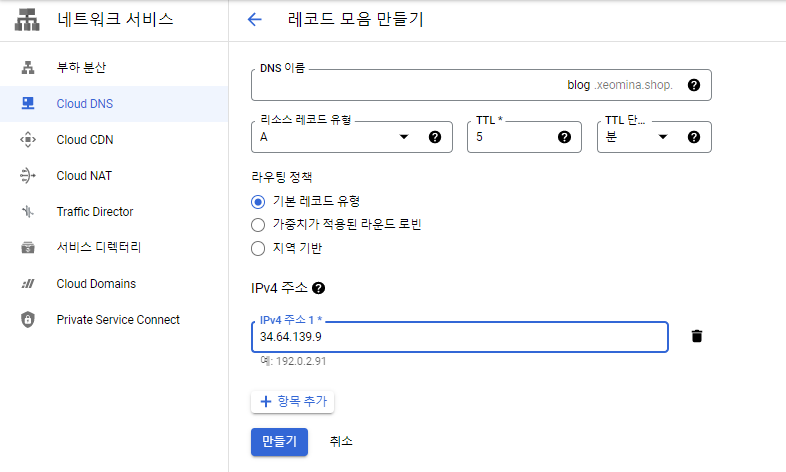 네트워크 서비스
부하 분산
Cloud DNS
Cloud CDN
Cloud NAT
Traffic Director
서비스 디렉터리
Cloud Domains
Private Service Connect
레코드 모음 만들기
DNS 이름
blog .xeomina.shop.
리소스 레코드 유형
A
TTL *
5
TTL 단...
분
라우팅 정책
기본 레코드 유형
가중치가 적용된 라운드 로빈
지역 기반
IPv4 주소
IPv4 주소 1 *
34.64.139.9
예: 192.0.2.91
+ 항목 추가
만들기 취소